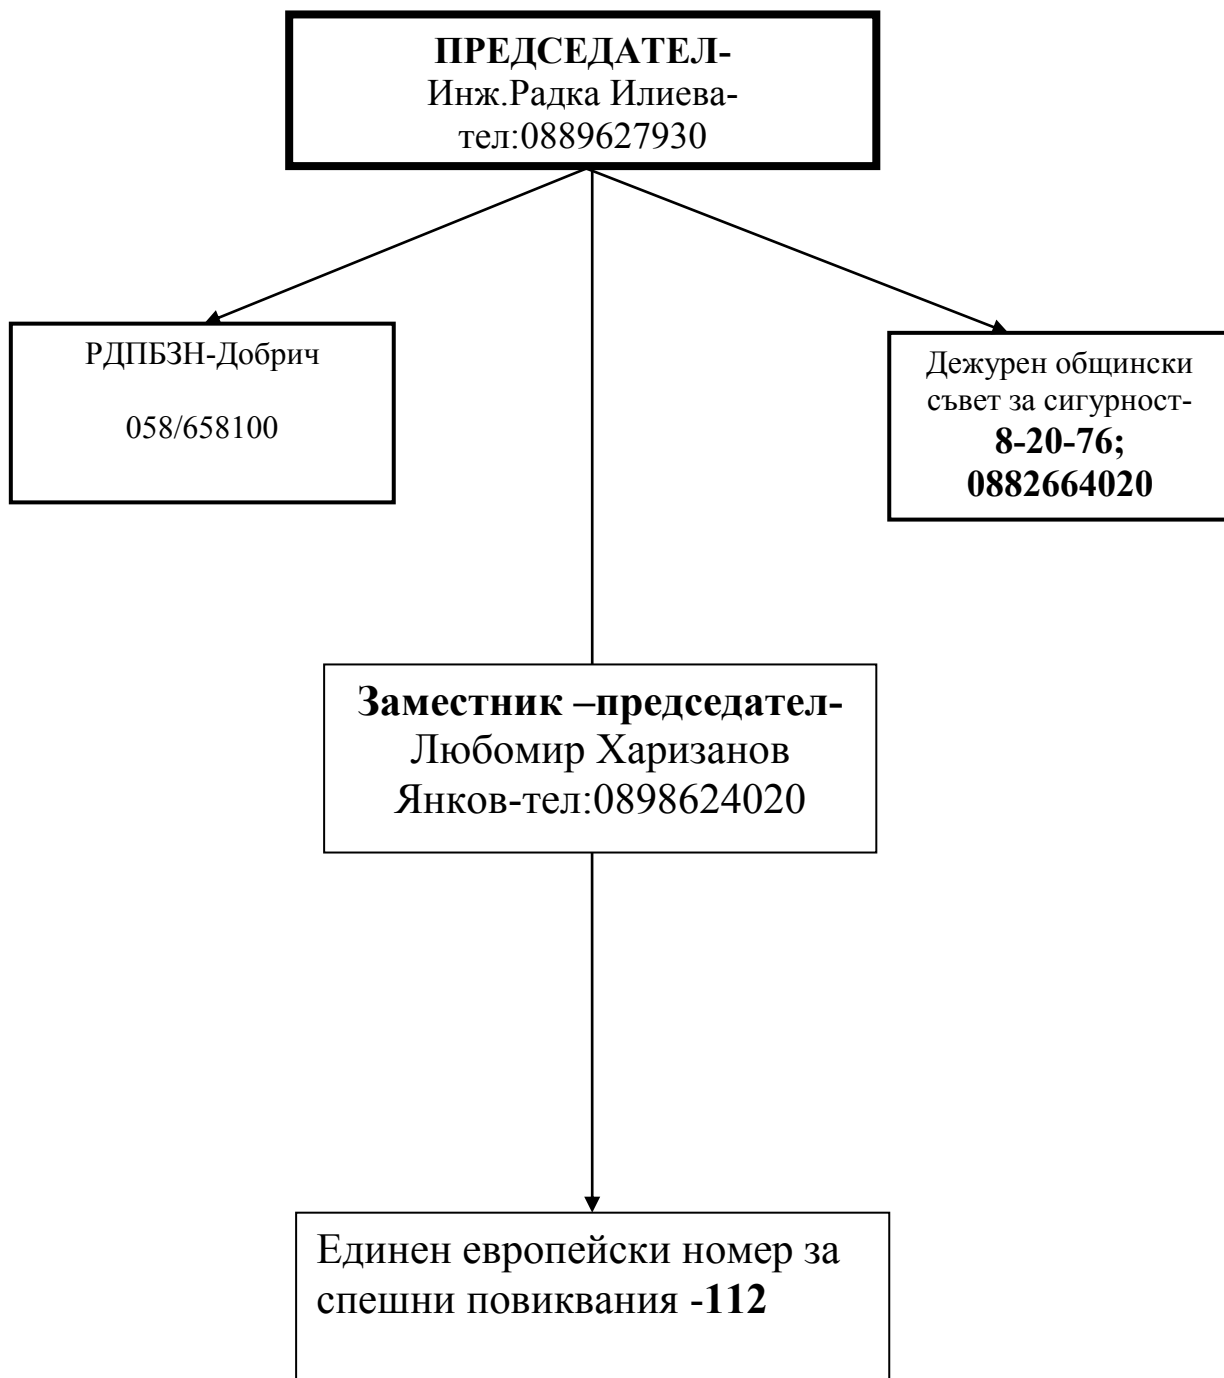 ПРЕДСЕДАТЕЛ-
Инж.Радка Илиева-
тел:0889627930
РДПБЗН-Добрич
058/658100
Дежурен общински
съвет за сигурност-
8-20-76;
0882664020
Заместник –председател-
Любомир Харизанов
Янков-тел:0898624020
Единен европейски номер за
спешни повиквания -112